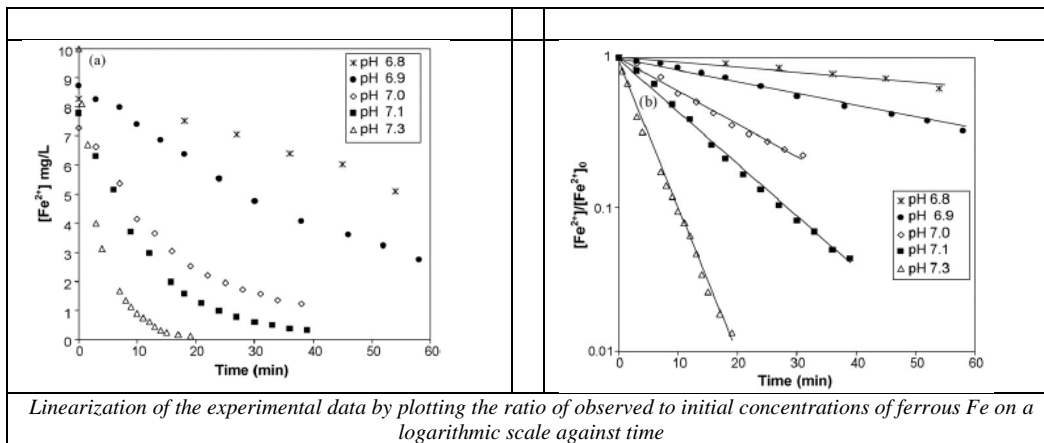 (a)
pH 6.8
pH 6.9
pH 7.0
pH 7.1
pH 7.3
[Fe²⁺] mg/L
10
9
8
7
6
5
4
3
2
1
0
0 10 20 30 40 50 60
Time (min)
(b)
pH 6.8
pH 6.9
pH 7.0
pH 7.1
pH 7.3
[Fe²⁺]/[Fe²⁺]₀
1
0.1
0.01
0 10 20 30 40 50 60
Time (min)
Linearization of the experimental data by plotting the ratio of observed to initial concentrations of ferrous Fe on a
logarithmic scale against time